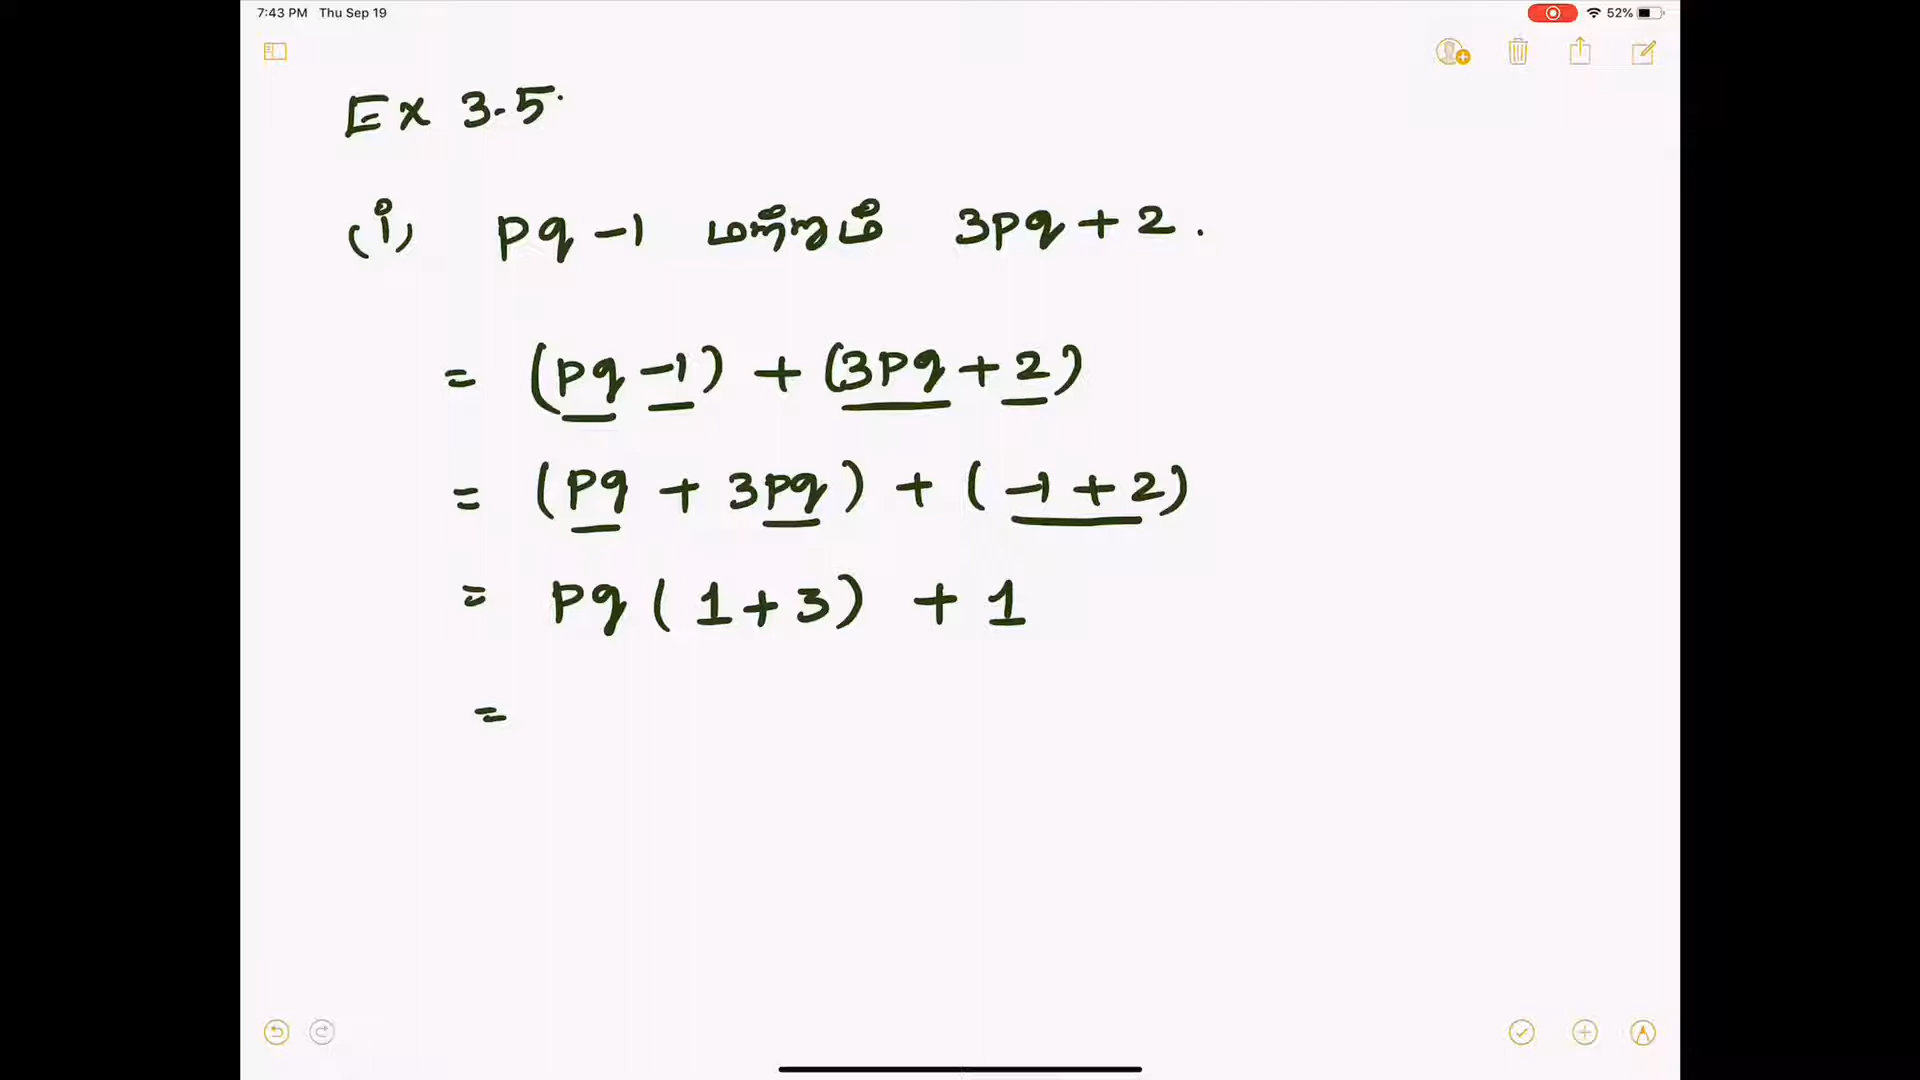 7:43 PM Thu Sep 19
52%
Ex 3.5.
(i) pq -1 மற்றும் 3pq + 2.
= (pq -1) + (3pq + 2)
= (pq + 3pq) + (-1 + 2)
= pq (1+3) + 1
=